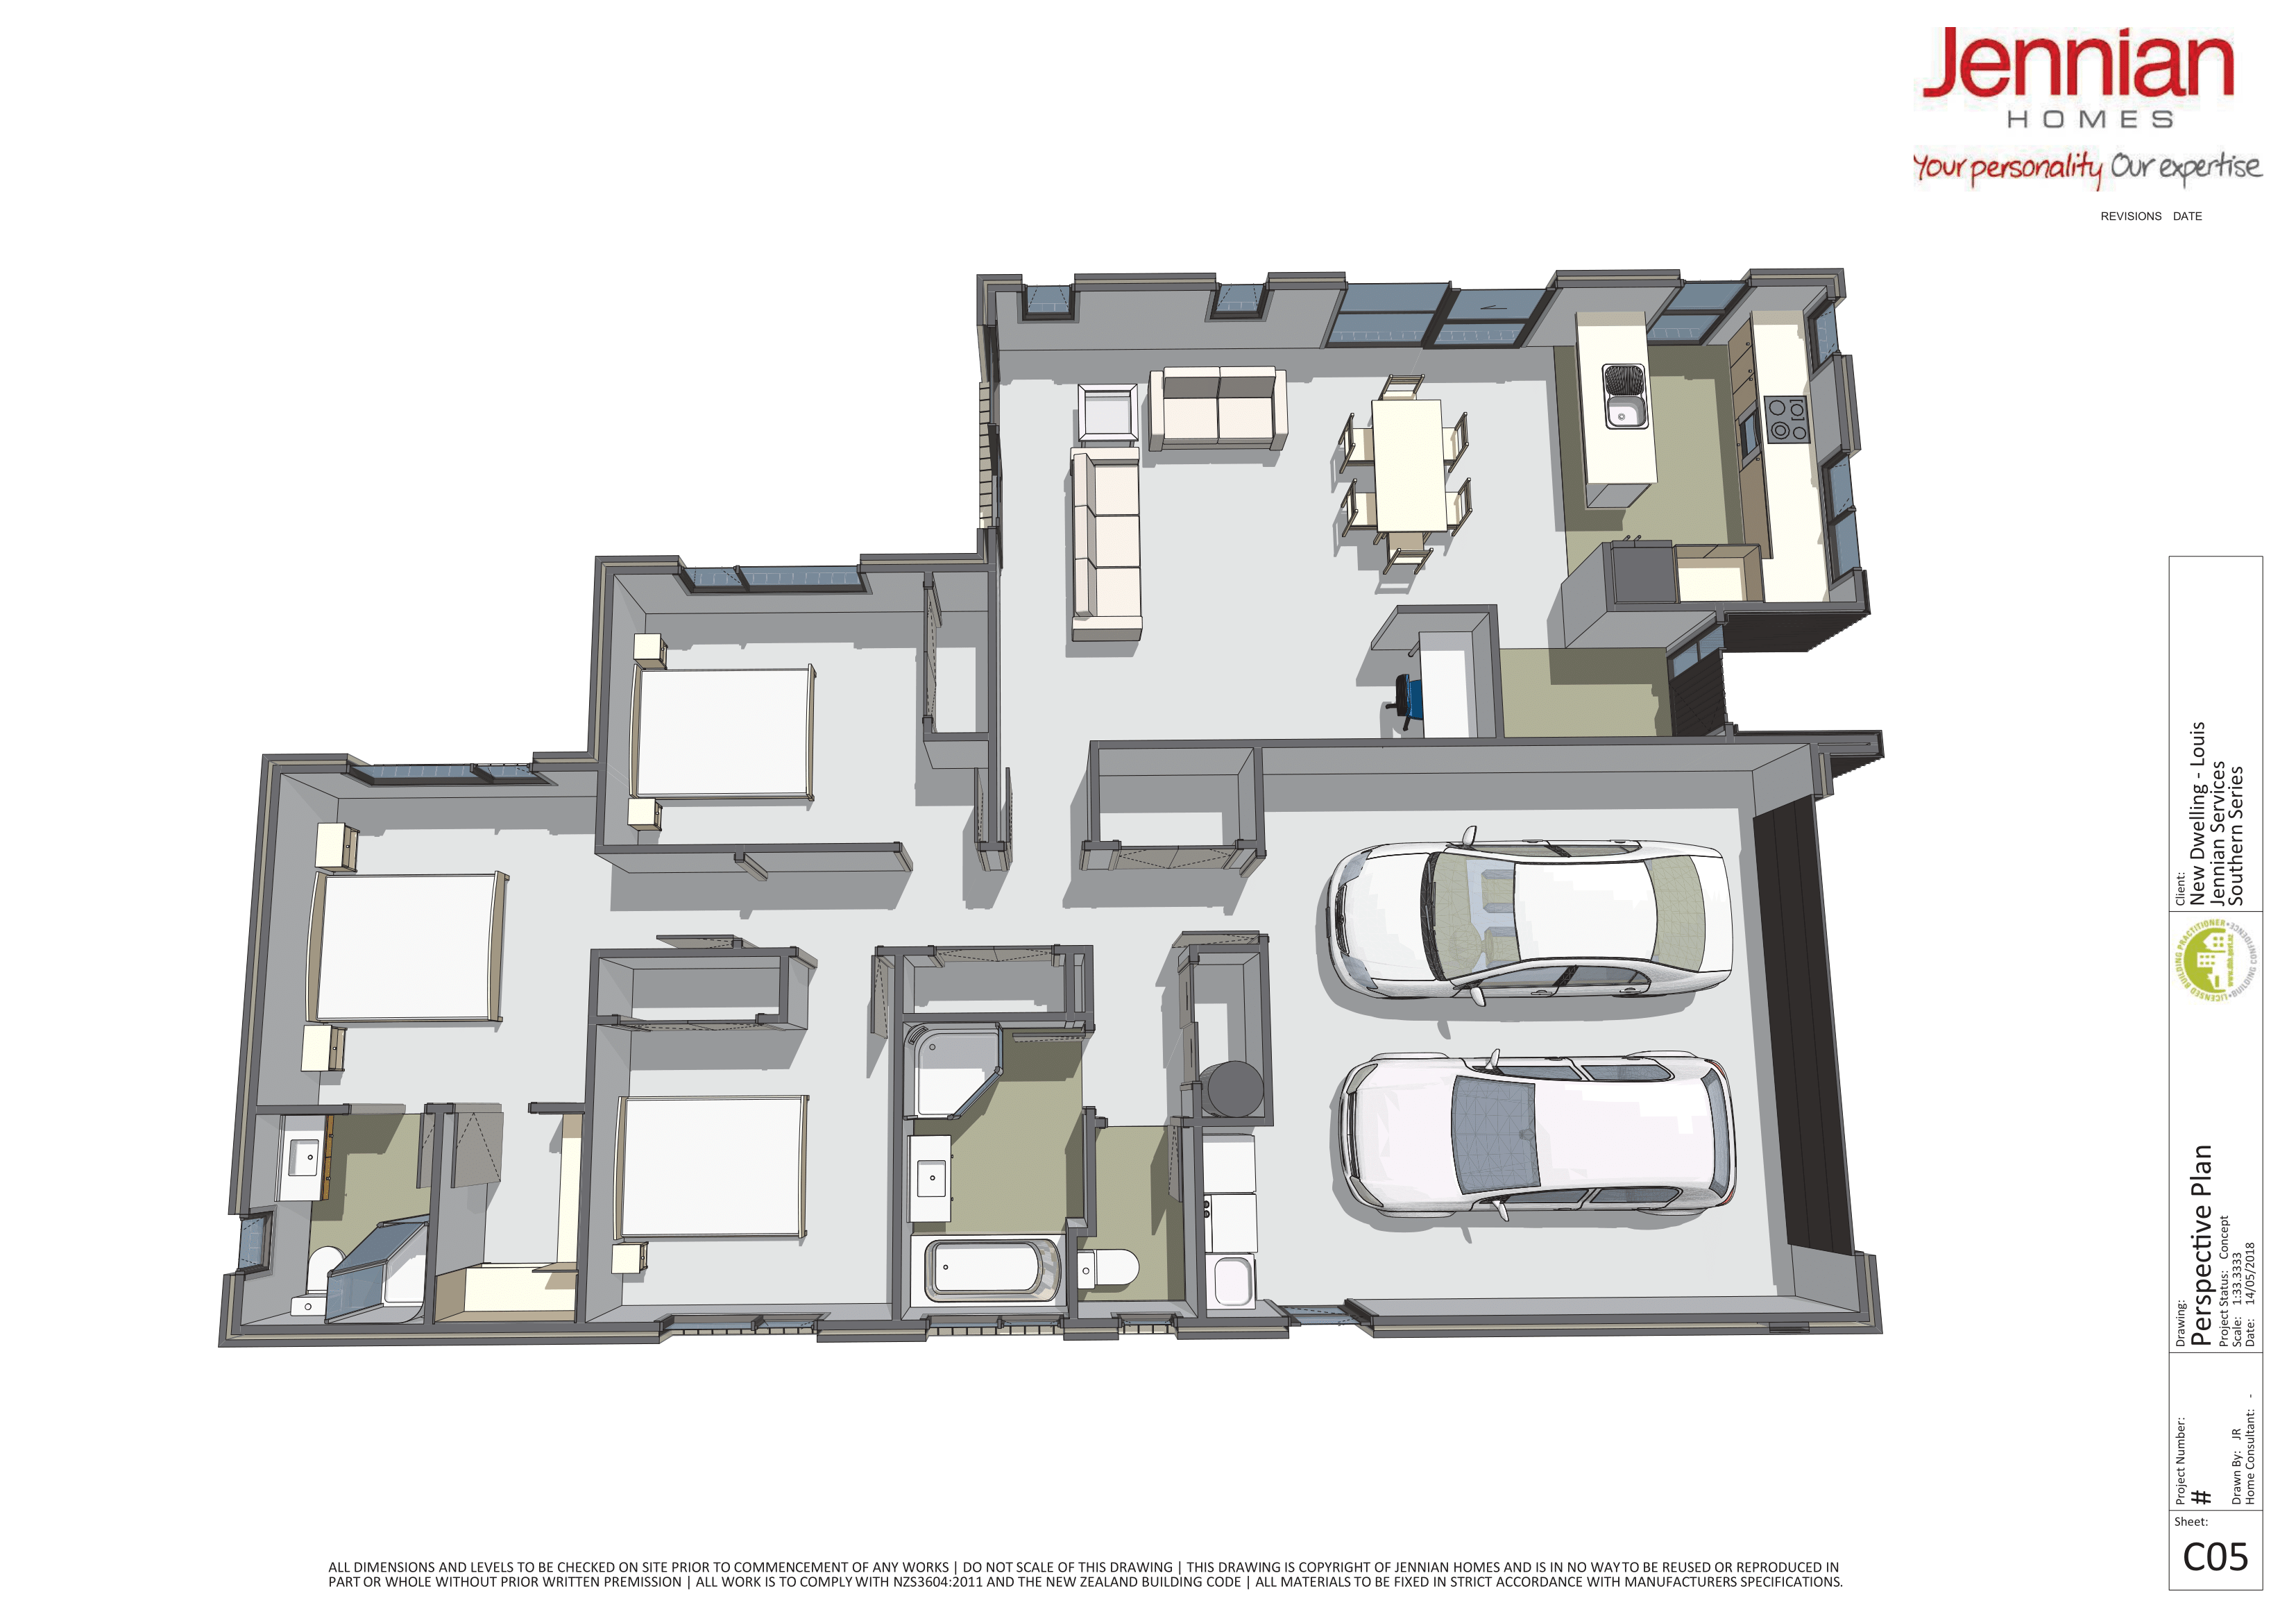 Jennian
HOMES
Your personality Our expertise
REVISIONS DATE
Client:
New Dwelling - Louis
Jennian Services
Southern Series
LICENSED BUILDING PRACTITIONER
BUILDING CONFIDENCE
www.dbh.govt.nz
Drawing:
Perspective Plan
Project Status: Concept
Scale: 1:33.3333
Date: 14/05/2018
Project Number:
#
Drawn By: JR
Home Consultant: -
Sheet:
C05
ALL DIMENSIONS AND LEVELS TO BE CHECKED ON SITE PRIOR TO COMMENCEMENT OF ANY WORKS | DO NOT SCALE OF THIS DRAWING | THIS DRAWING IS COPYRIGHT OF JENNIAN HOMES AND IS IN NO WAY TO BE REUSED OR REPRODUCED IN
PART OR WHOLE WITHOUT PRIOR WRITTEN PREMISSION | ALL WORK IS TO COMPLY WITH NZS3604:2011 AND THE NEW ZEALAND BUILDING CODE | ALL MATERIALS TO BE FIXED IN STRICT ACCORDANCE WITH MANUFACTURERS SPECIFICATIONS.